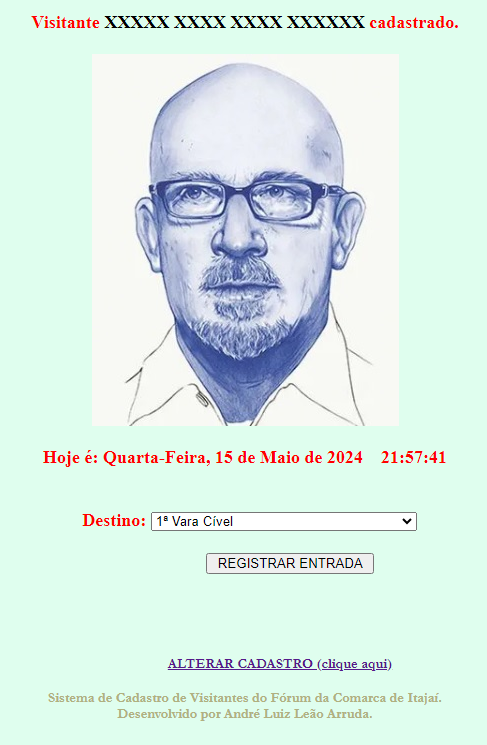 Visitante XXXXX XXXX XXXX XXXXXX cadastrado.
Hoje é: Quarta-Feira, 15 de Maio de 2024 21:57:41
Destino: 1ª Vara Cível
REGISTRAR ENTRADA
ALTERAR CADASTRO (clique aqui)
Sistema de Cadastro de Visitantes do Fórum da Comarca de Itajaí.
Desenvolvido por André Luiz Leão Arruda.